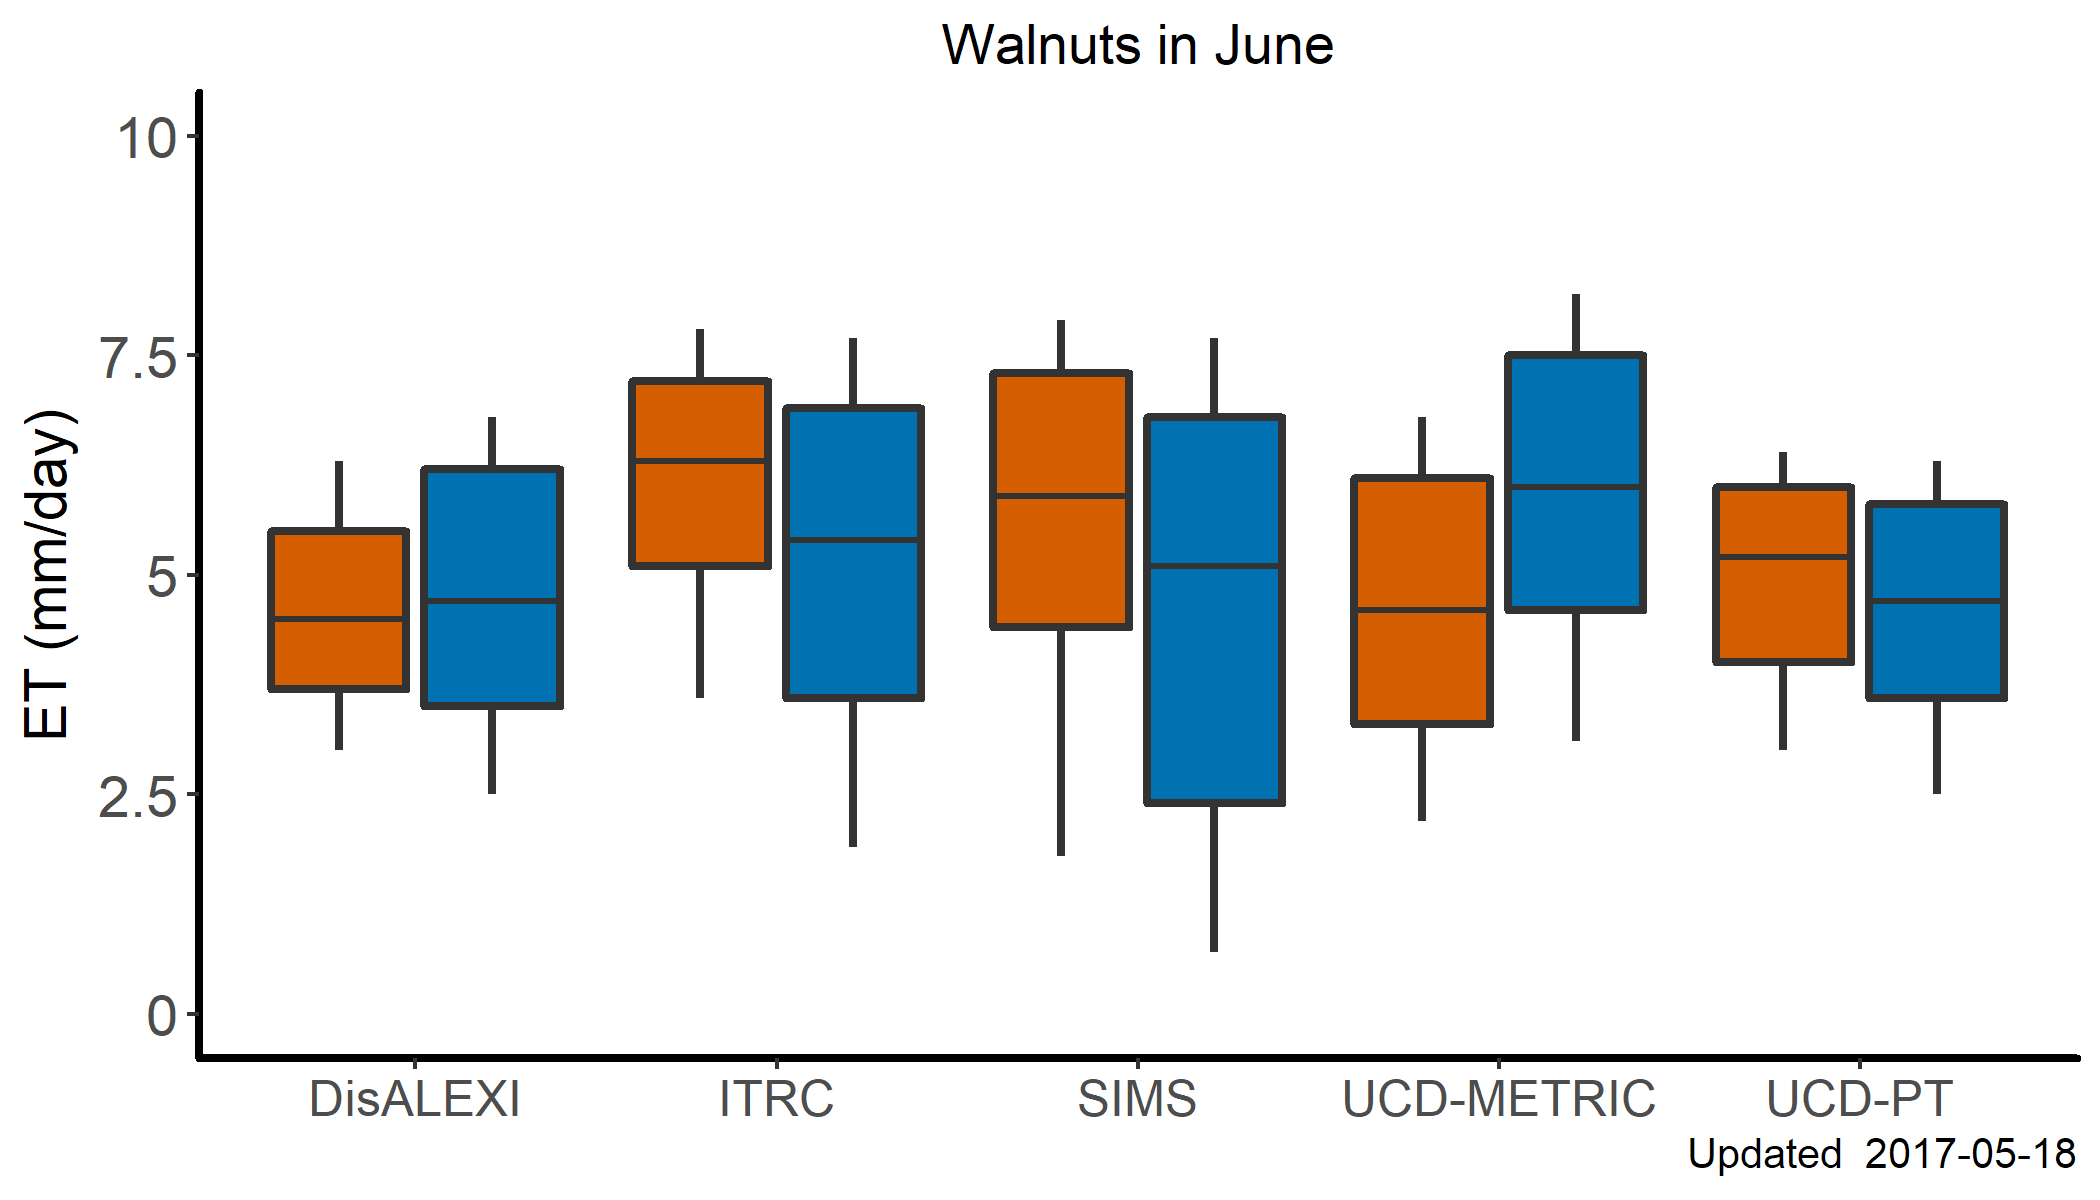 Walnuts in June
ET (mm/day)
10
7.5
5
2.5
0
DisALEXI ITRC SIMS UCD-METRIC UCD-PT
Updated  2017-05-18